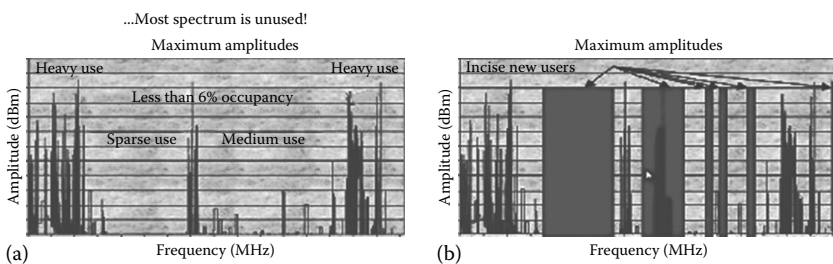 ...Most spectrum is unused!
Maximum amplitudes
Heavy use
Heavy use
Less than 6% occupancy
Sparse use
Medium use
Amplitude (dBm)
Frequency (MHz)
(a)
Maximum amplitudes
Incise new users
Amplitude (dBm)
Frequency (MHz)
(b)